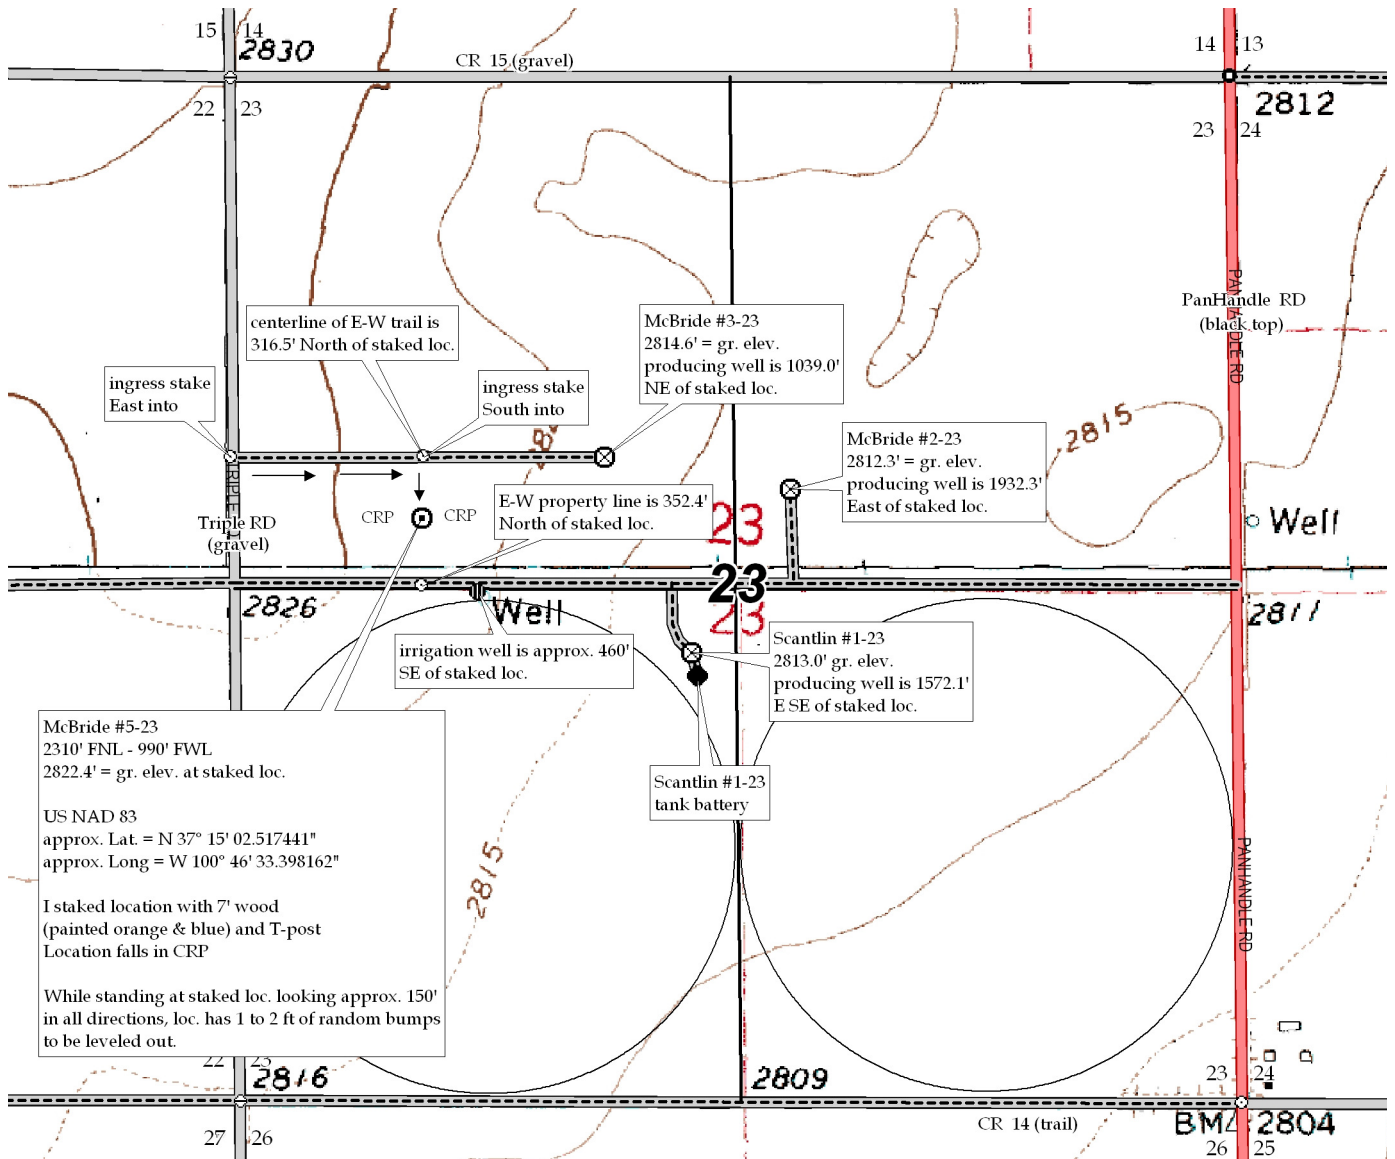 15 14
2830
CR 15 (gravel)
14 13
22 23
2812
23 24
PANHANDLE RD
PanHandle RD
(black top)
centerline of E-W trail is
316.5' North of staked loc.
McBride #3-23
2814.6' = gr. elev.
producing well is 1039.0'
NE of staked loc.
ingress stake
East into
ingress stake
South into
2815
McBride #2-23
2812.3' = gr. elev.
producing well is 1932.3'
East of staked loc.
E-W property line is 352.4'
North of staked loc.
CRP CRP
Triple RD
(gravel)
23
Well
23
2826
Well
23
2811
irrigation well is approx. 460'
SE of staked loc.
Scantlin #1-23
2813.0' gr. elev.
producing well is 1572.1'
E SE of staked loc.
McBride #5-23
2310' FNL - 990' FWL
2822.4' = gr. elev. at staked loc.
US NAD 83
approx. Lat. = N 37° 15' 02.517441"
approx. Long = W 100° 46' 33.398162"
I staked location with 7' wood
(painted orange & blue) and T-post
Location falls in CRP
While standing at staked loc. looking approx. 150'
in all directions, loc. has 1 to 2 ft of random bumps
to be leveled out.
Scantlin #1-23
tank battery
2815
PANHANDLE RD
22 23
2816
2809
23 24
CR 14 (trail)
BM 2804
27 26
26 25